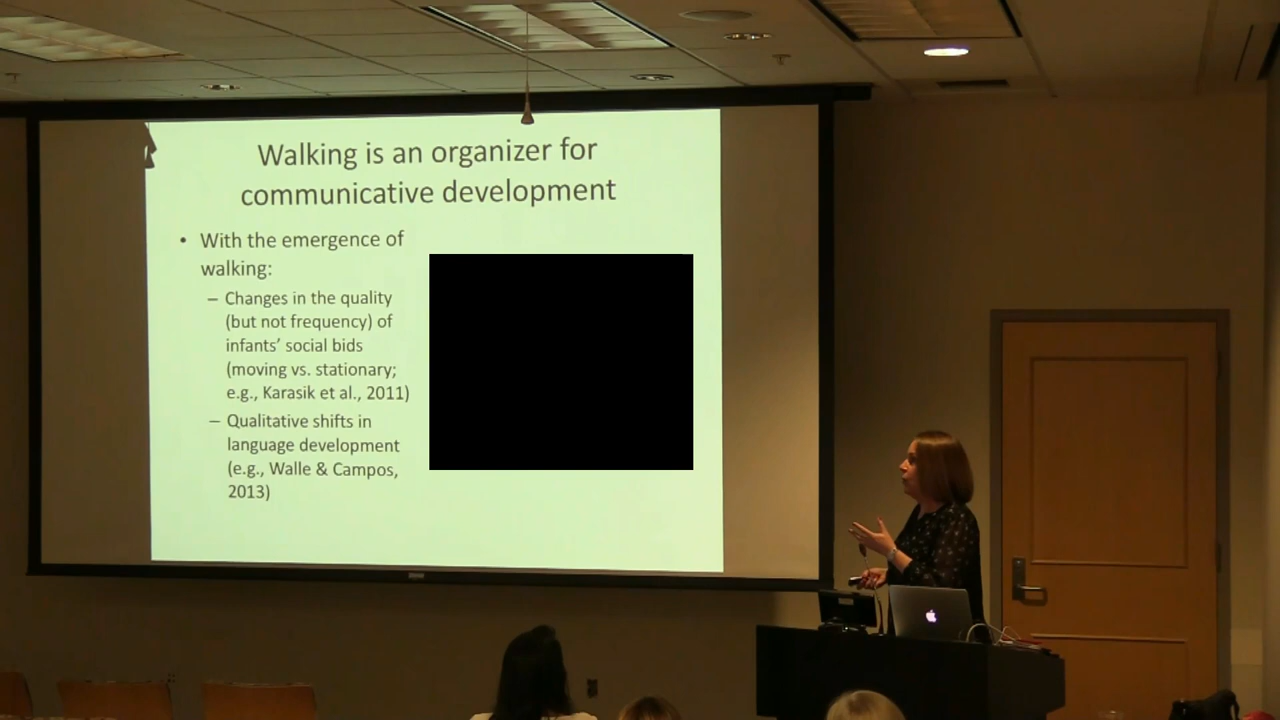 Walking is an organizer for
communicative development
• With the emergence of
walking:
– Changes in the quality
(but not frequency) of
infants’ social bids
(moving vs. stationary;
e.g., Karasik et al., 2011)
– Qualitative shifts in
language development
(e.g., Walle & Campos,
2013)